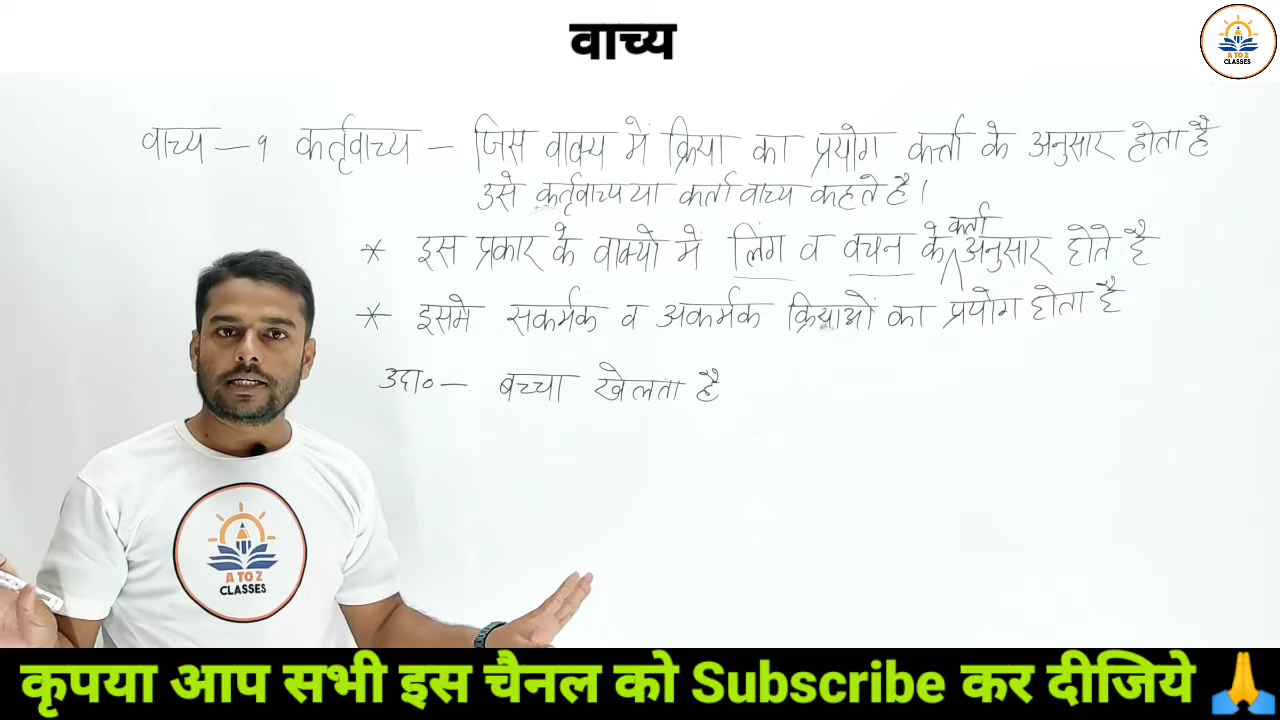 वाच्य
A TO Z
CLASSES
वाच्य – १ कर्तृवाच्य – जिस वाक्य में क्रिया का प्रयोग कर्त्ता के अनुसार होता है
उसे कर्तृवाच्य या कर्ता वाच्य कहते है।
* इस प्रकार के वाक्यो में लिंग व वचन के कर्ता अनुसार होते है
* इसमे सकर्मक व अकर्मक क्रियाओं का प्रयोग होता है
उदा० – बच्चा खेलता है
A TO Z
CLASSES
कृपया आप सभी इस चैनल को Subscribe कर दीजिये 🙏